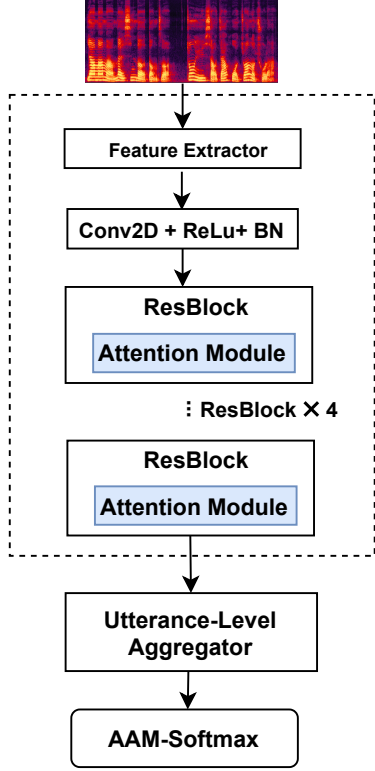 Feature Extractor
Conv2D + ReLu+ BN
ResBlock
Attention Module
⋮ ResBlock × 4
ResBlock
Attention Module
Utterance-Level
Aggregator
AAM-Softmax